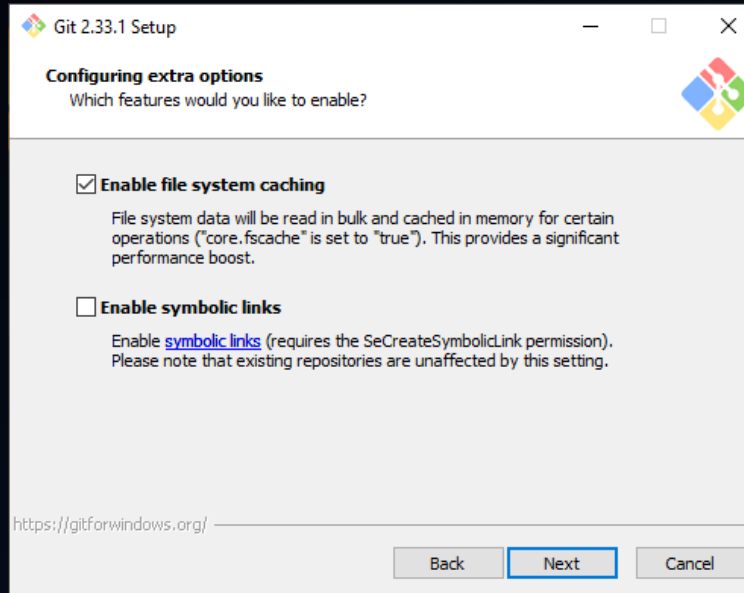 Git 2.33.1 Setup
Configuring extra options
Which features would you like to enable?
Enable file system caching
File system data will be read in bulk and cached in memory for certain
operations ("core.fscache" is set to "true"). This provides a significant
performance boost.
Enable symbolic links
Enable symbolic links (requires the SeCreateSymbolicLink permission).
Please note that existing repositories are unaffected by this setting.
https://gitforwindows.org/
Back Next Cancel